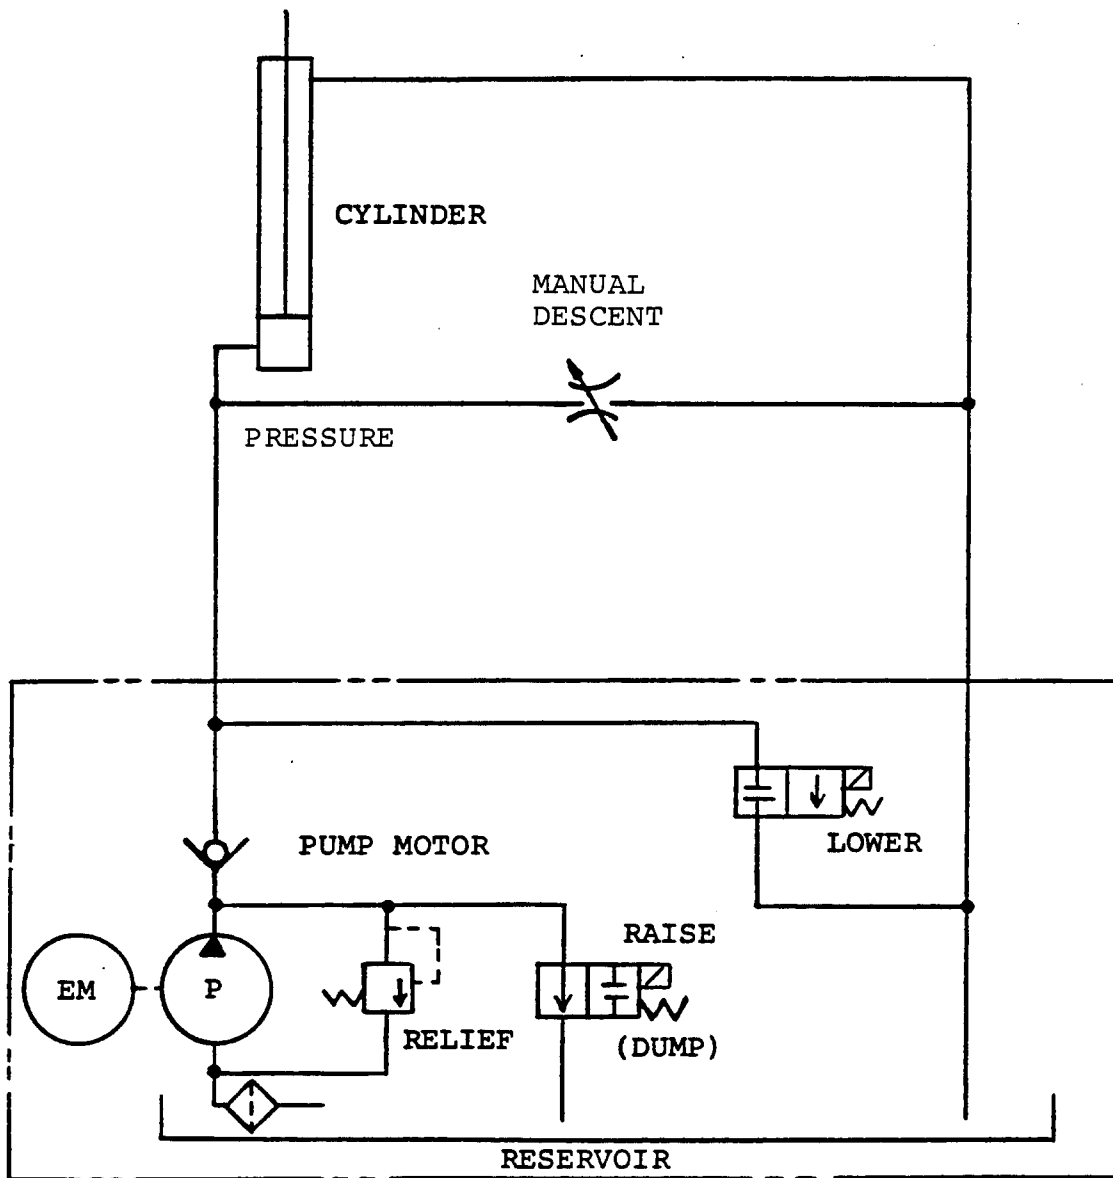 CYLINDER
MANUAL
DESCENT
PRESSURE
PUMP MOTOR
LOWER
RAISE
EM
P
RELIEF
(DUMP)
RESERVOIR